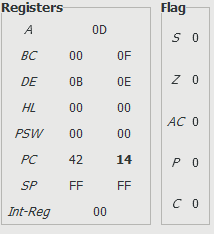 Registers Flag
A 0D S 0
BC 00 0F
DE 0B 0E Z 0
HL 00 00
PSW 00 00 AC 0
PC 42 14 P 0
SP FF FF
Int-Reg 00 C 0